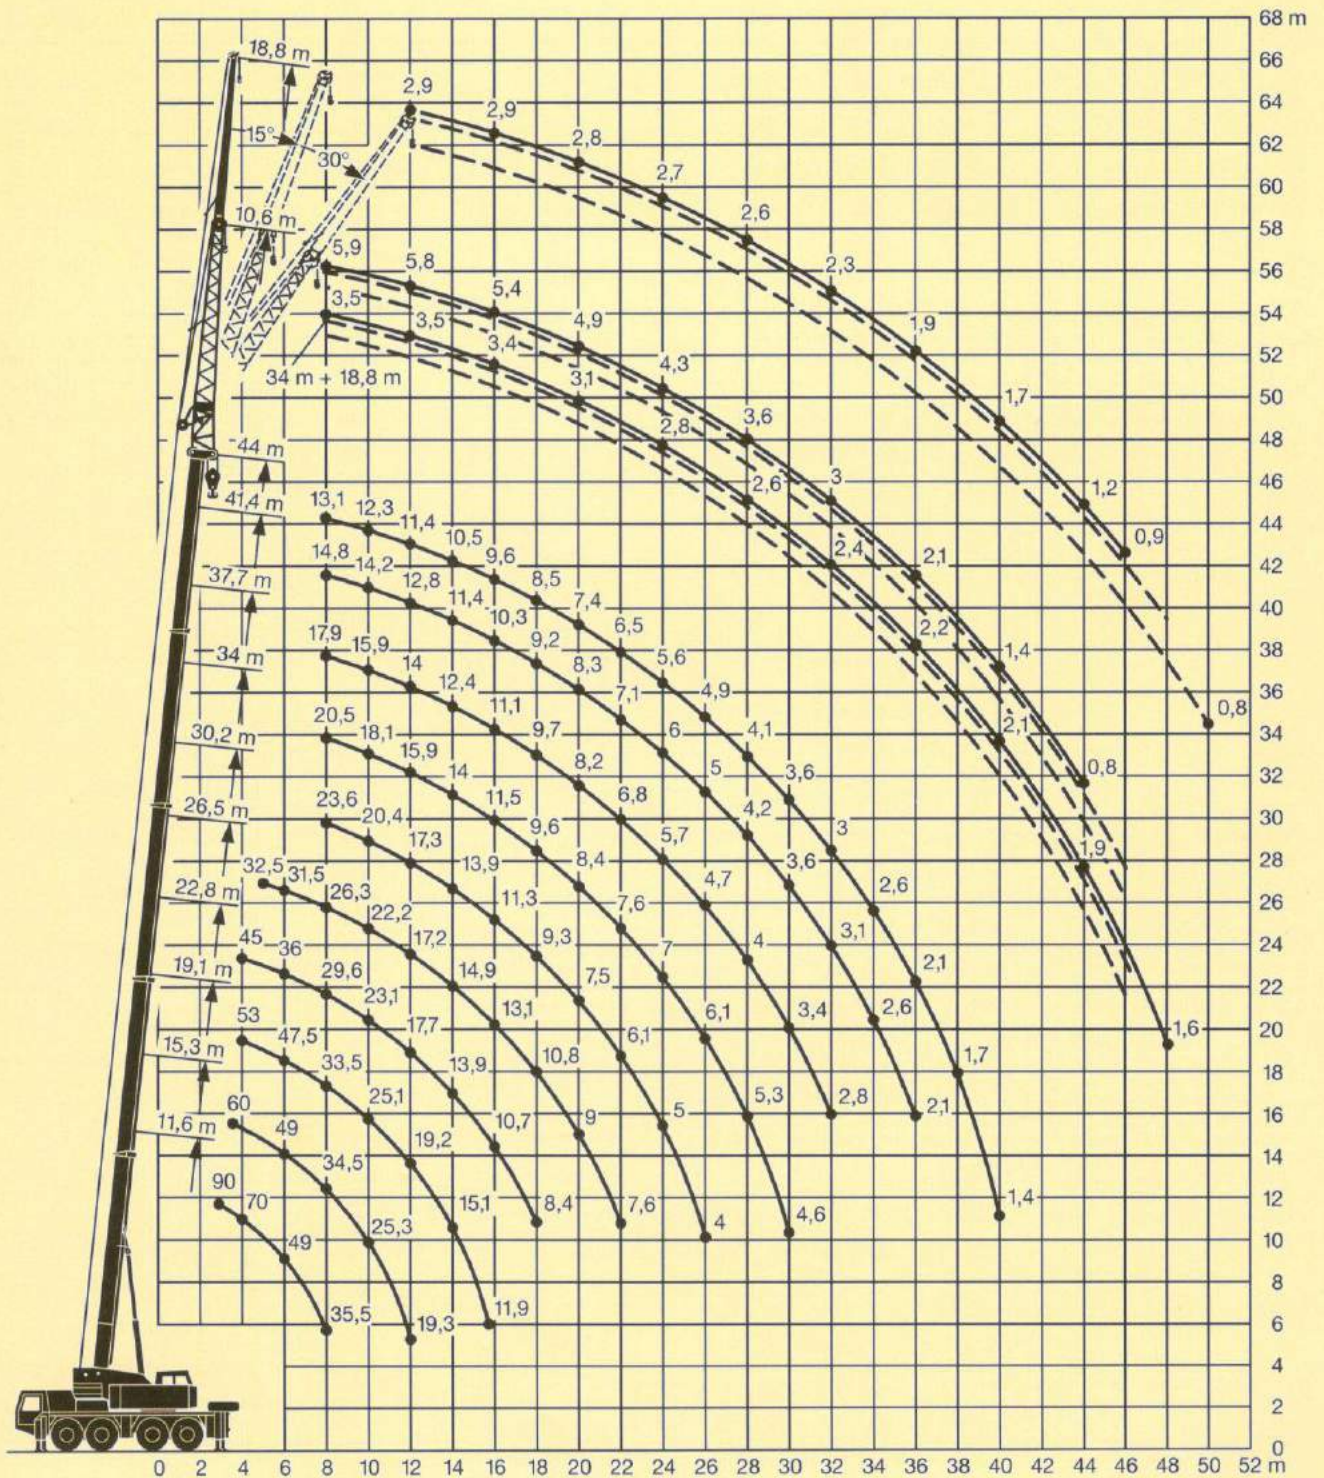 68 m
66
64
62
60
58
56
54
52
50
48
46
44
42
40
38
36
34
32
30
28
26
24
22
20
18
16
14
12
10
8
6
4
2
0
18,8 m
15°
30°
10,6 m
44 m
41,4 m
37,7 m
34 m
30,2 m
26,5 m
22,8 m
19,1 m
15,3 m
11,6 m
2,9 2,9 2,8 2,7 2,6 2,3 1,9 1,7 1,2 0,9 0,8
5,9 5,8 5,4 4,9 4,3 3,6 3 2,1 1,4 0,8
3,5 3,5 3,4 3,1 2,8 2,6 2,4 2,2 2,1 1,9 1,6
34 m + 18,8 m
13,1 12,3 11,4 10,5 9,6 8,5 7,4 6,5 5,6 4,9 4,1 3,6 3 2,6 2,1 1,7 1,4
14,8 14,2 12,8 11,4 10,3 9,2 8,3 7,1 6 5 4,2 3,6 3,1 2,6 2,1
17,9 15,9 14 12,4 11,1 9,7 8,2 6,8 5,7 4,7 4 3,4 2,8
20,5 18,1 15,9 14 11,5 9,6 8,4 7,6 7 6,1 5,3 4,6
23,6 20,4 17,3 13,9 11,3 9,3 7,5 6,1 5 4
32,5 31,5 26,3 22,2 17,2 14,9 13,1 10,8 9 7,6
45 36 29,6 23,1 17,7 13,9 10,7 8,4
53 47,5 33,5 25,1 19,2 15,1 11,9
60 49 34,5 25,3 19,3
90 70 49 35,5
0 2 4 6 8 10 12 14 16 18 20 22 24 26 28 30 32 34 36 38 40 42 44 46 48 50 52 m